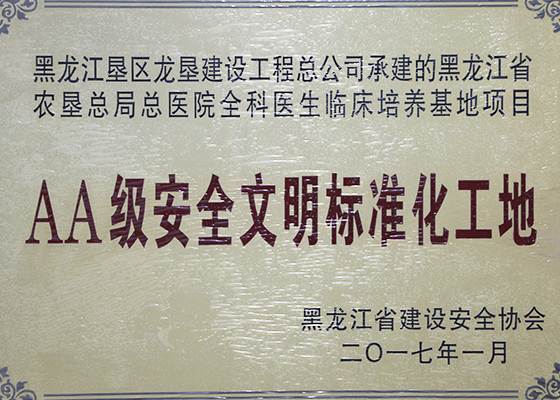 黑龙江垦区龙垦建设工程总公司承建的黑龙江省
农垦总局总医院全科医生临床培养基地项目
AA级安全文明标准化工地
黑龙江省建设安全协会
二〇一七年一月